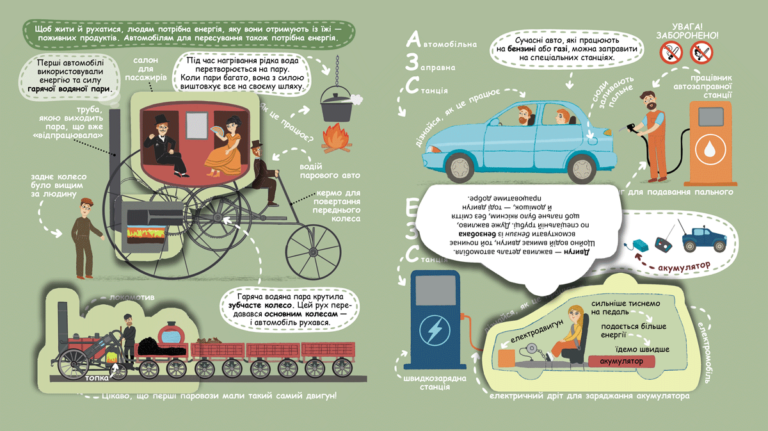 Щоб жити й рухатися, людям потрібна енергія, яку вони отримують із їжі —
поживних продуктів. Автомобілям для пересування також потрібна енергія.
Перші автомобілі
використовували
енергію та силу
гарячої водяної пари.
салон
для
пасажирів
Під час нагрівання рідка вода
перетворюється на пару.
Коли пари багато, вона з силою
виштовхує все на своєму шляху.
як це працює?
труба,
якою виходить
пара, що вже
«відпрацювала»
водій
парового авто
заднє колесо
було вищим
за людину
кермо для
повертання
переднього
колеса
Гаряча водяна пара крутила
зубчасте колесо. Цей рух пере-
давався основним колесам —
і автомобіль рухався.
локомотив
топка
Цікаво, що перші паровози мали такий самий двигун!
Автомобільна
Заправна
Станція
Сучасні авто, які працюють
на бензині або газі, можна заправити
на спеціальних станціях.
УВАГА!
ЗАБОРОНЕНО!
дізнайся, як це працює
сюди
заливають
пальне
працівник
автозаправної
станції
для подавання пального
Двигун — важлива деталь автомобіля.
Щойно водій вмикає двигун, той починає
всмоктувати бензин із бензобака
по спеціальній трубці. Дуже важливо,
щоб пальне було якісним, без сміття
й домішок, — тоді двигун
працюватиме добре.
станція
акумулятор
сильніше тиснемо
на педаль
подається більше
енергії
їдемо швидше
електродвигун
акумулятор
електромобіль
швидкозарядна
станція
електричний дріт для заряджання акумулятора